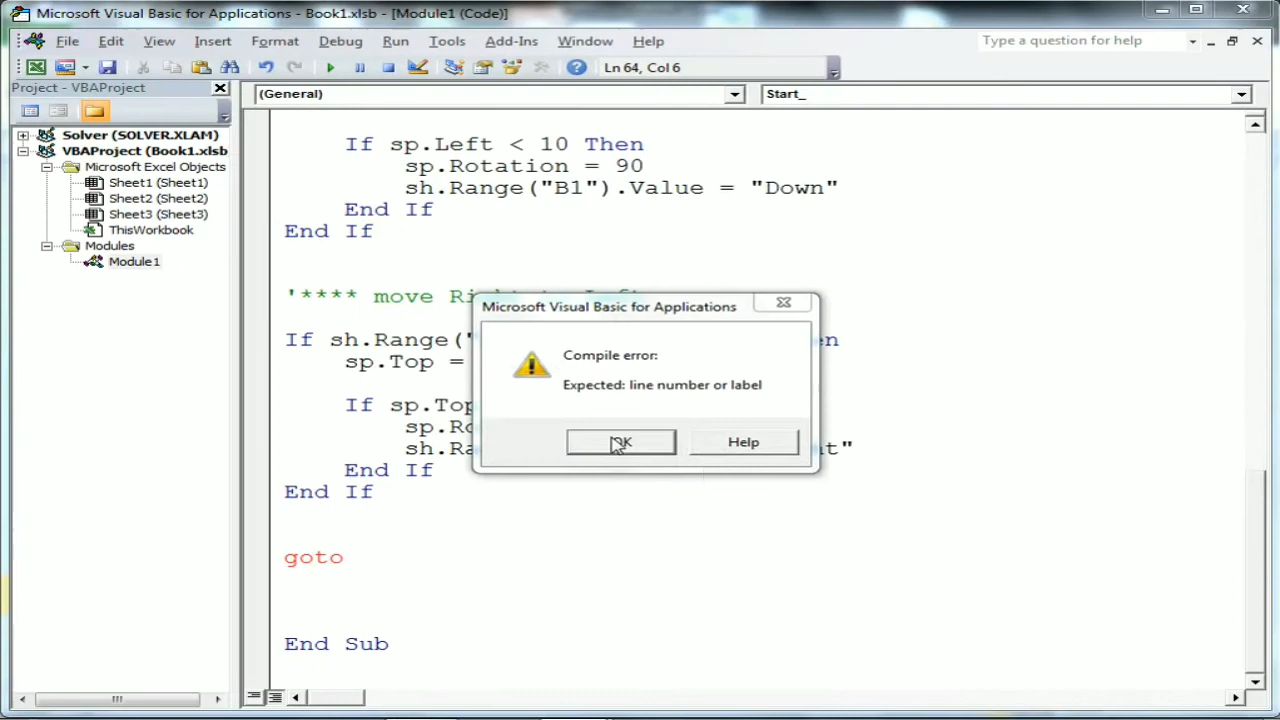 Microsoft Visual Basic for Applications - Book1.xlsb - [Module1 (Code)]
File Edit View Insert Format Debug Run Tools Add-Ins Window Help
Type a question for help
Ln 64, Col 6
Project - VBAProject
(General)
Start_
Solver (SOLVER.XLAM)
VBAProject (Book1.xlsb
Microsoft Excel Objects
Sheet1 (Sheet1)
Sheet2 (Sheet2)
Sheet3 (Sheet3)
ThisWorkbook
Modules
Module1
If sp.Left < 10 Then
sp.Rotation = 90
sh.Range("B1").Value = "Down"
End If
End If
'**** move
If sh.Range("
sp.Top =
If sp.Top
End If
End If
goto
End Sub
Microsoft Visual Basic for Applications
Compile error:
Expected: line number or label
OK
Help